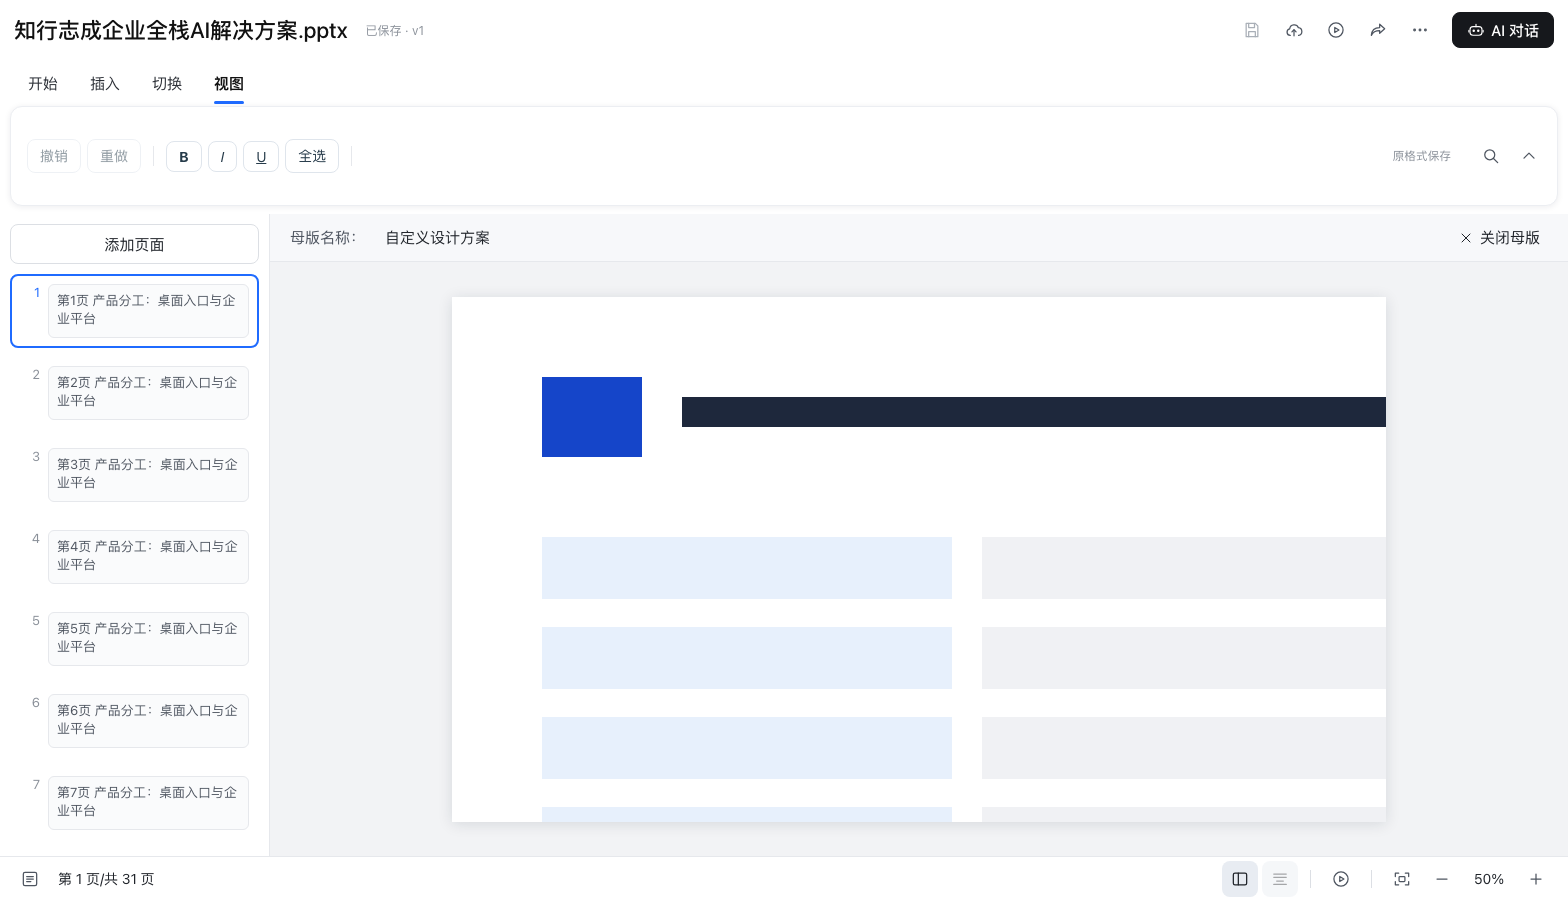 知行志成企业全栈AI解决方案.pptx
已保存 · v1
AI 对话
开始
插入
切换
视图
撤销
重做
B
I
U
全选
原格式保存
添加页面
母版名称：
自定义设计方案
关闭母版
1
第1页 产品分工：桌面入口与企
业平台
2
第2页 产品分工：桌面入口与企
业平台
3
第3页 产品分工：桌面入口与企
业平台
4
第4页 产品分工：桌面入口与企
业平台
5
第5页 产品分工：桌面入口与企
业平台
6
第6页 产品分工：桌面入口与企
业平台
7
第7页 产品分工：桌面入口与企
业平台
第 1 页/共 31 页
50%